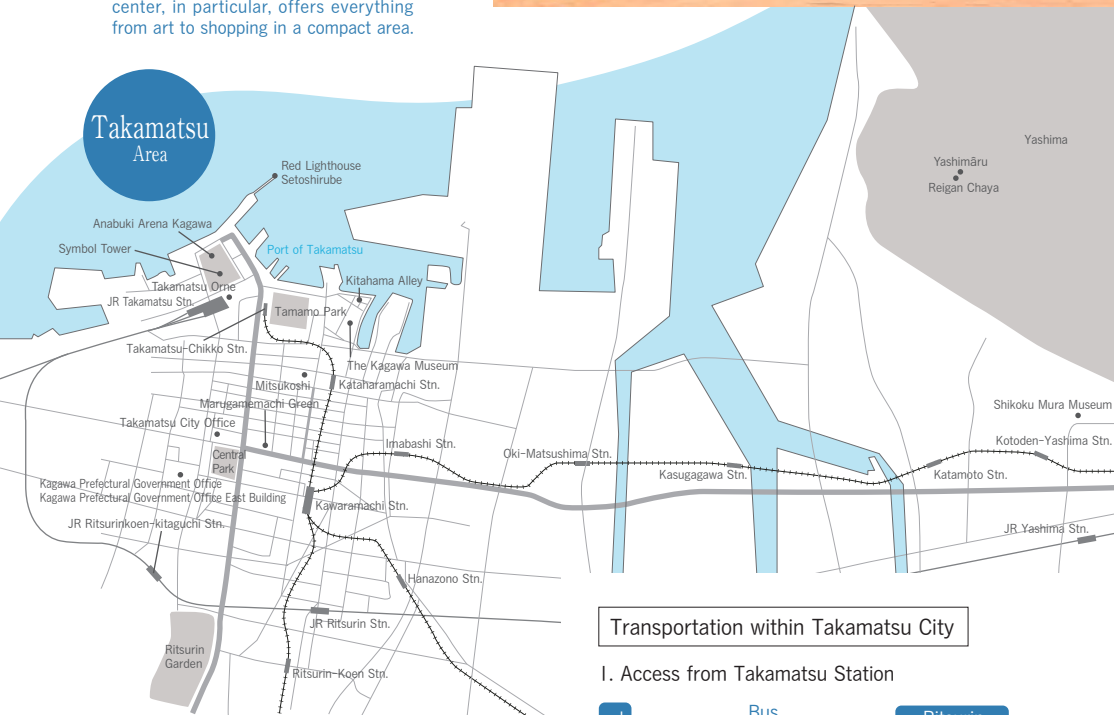 center, in particular, offers everything
from art to shopping in a compact area.
Takamatsu
Area
Red Lighthouse
Setoshirube
Yashima
Yashimāru
Reigan Chaya
Anabuki Arena Kagawa
Symbol Tower
Port of Takamatsu
Takamatsu Orne
Kitahama Alley
JR Takamatsu Stn.
Tamamo Park
Takamatsu-Chikko Stn.
The Kagawa Museum
Mitsukoshi
Kataharamachi Stn.
Marugamemachi Green
Shikoku Mura Museum
Takamatsu City Office
Imabashi Stn.
Kotoden-Yashima Stn.
Central
Park
Oki-Matsushima Stn.
Kasugagawa Stn.
Katamoto Stn.
Kagawa Prefectural Government Office
Kagawa Prefectural Government Office East Building
Kawaramachi Stn.
JR Ritsurinkoen-kitaguchi Stn.
JR Yashima Stn.
Hanazono Stn.
JR Ritsurin Stn.
Ritsurin
Garden
Ritsurin-Koen Stn.
Transportation within Takamatsu City
I. Access from Takamatsu Station
Bus